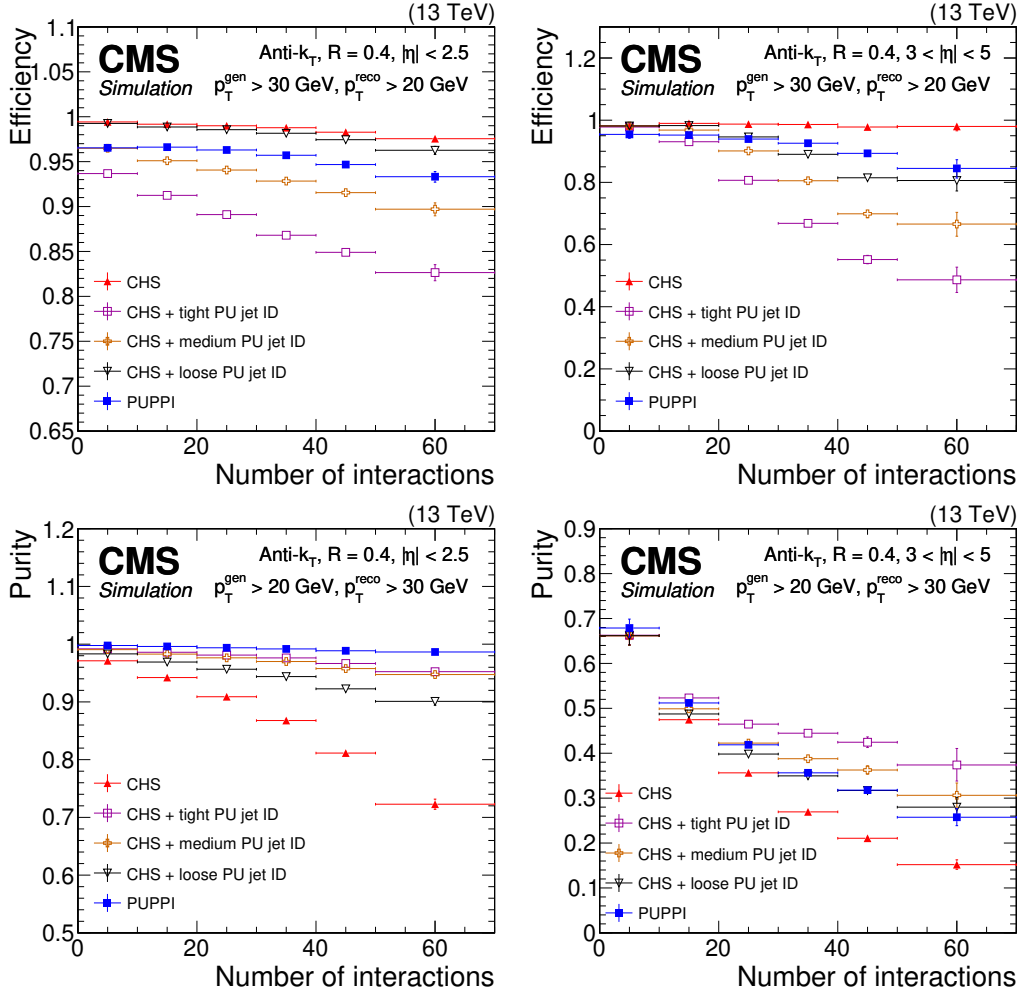 (13 TeV)
Efficiency
1.1
1.05
1
0.95
0.9
0.85
0.8
0.75
0.7
0.65
CMS
Simulation
Anti-k_T, R = 0.4, |η| < 2.5
p_T^gen > 30 GeV, p_T^reco > 20 GeV
CHS
CHS + tight PU jet ID
CHS + medium PU jet ID
CHS + loose PU jet ID
PUPPI
0 20 40 60
Number of interactions
(13 TeV)
Efficiency
1.2
1
0.8
0.6
0.4
0.2
CMS
Simulation
Anti-k_T, R = 0.4, 3 < |η| < 5
p_T^gen > 30 GeV, p_T^reco > 20 GeV
CHS
CHS + tight PU jet ID
CHS + medium PU jet ID
CHS + loose PU jet ID
PUPPI
0 20 40 60
Number of interactions
(13 TeV)
Purity
1.2
1.1
1
0.9
0.8
0.7
0.6
0.5
CMS
Simulation
Anti-k_T, R = 0.4, |η| < 2.5
p_T^gen > 20 GeV, p_T^reco > 30 GeV
CHS
CHS + tight PU jet ID
CHS + medium PU jet ID
CHS + loose PU jet ID
PUPPI
0 20 40 60
Number of interactions
(13 TeV)
Purity
0.9
0.8
0.7
0.6
0.5
0.4
0.3
0.2
0.1
0
CMS
Simulation
Anti-k_T, R = 0.4, 3 < |η| < 5
p_T^gen > 20 GeV, p_T^reco > 30 GeV
CHS
CHS + tight PU jet ID
CHS + medium PU jet ID
CHS + loose PU jet ID
PUPPI
0 20 40 60
Number of interactions